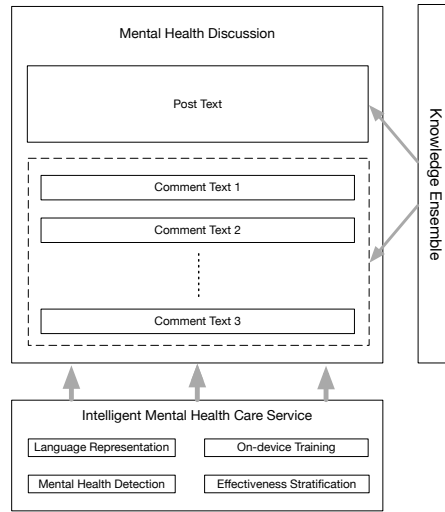 Mental Health Discussion
Post Text
Comment Text 1
Comment Text 2
Comment Text 3
Knowledge Ensemble
Intelligent Mental Health Care Service
Language Representation
On-device Training
Mental Health Detection
Effectiveness Stratification